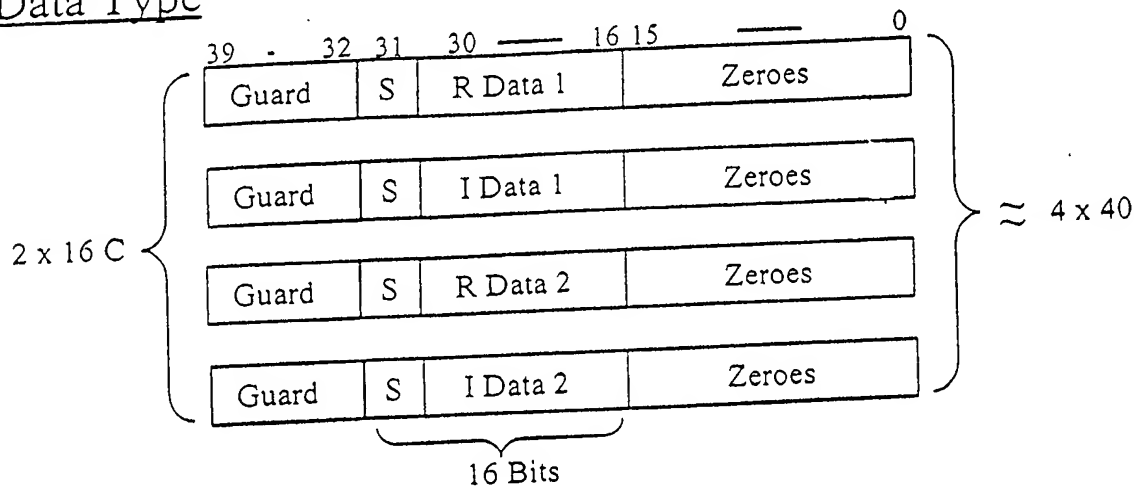 Data Type
39 - 32 31 30 — 16 15 — 0
Guard S R Data 1 Zeroes
Guard S I Data 1 Zeroes
2 x 16 C ≈ 4 x 40
Guard S R Data 2 Zeroes
Guard S I Data 2 Zeroes
16 Bits